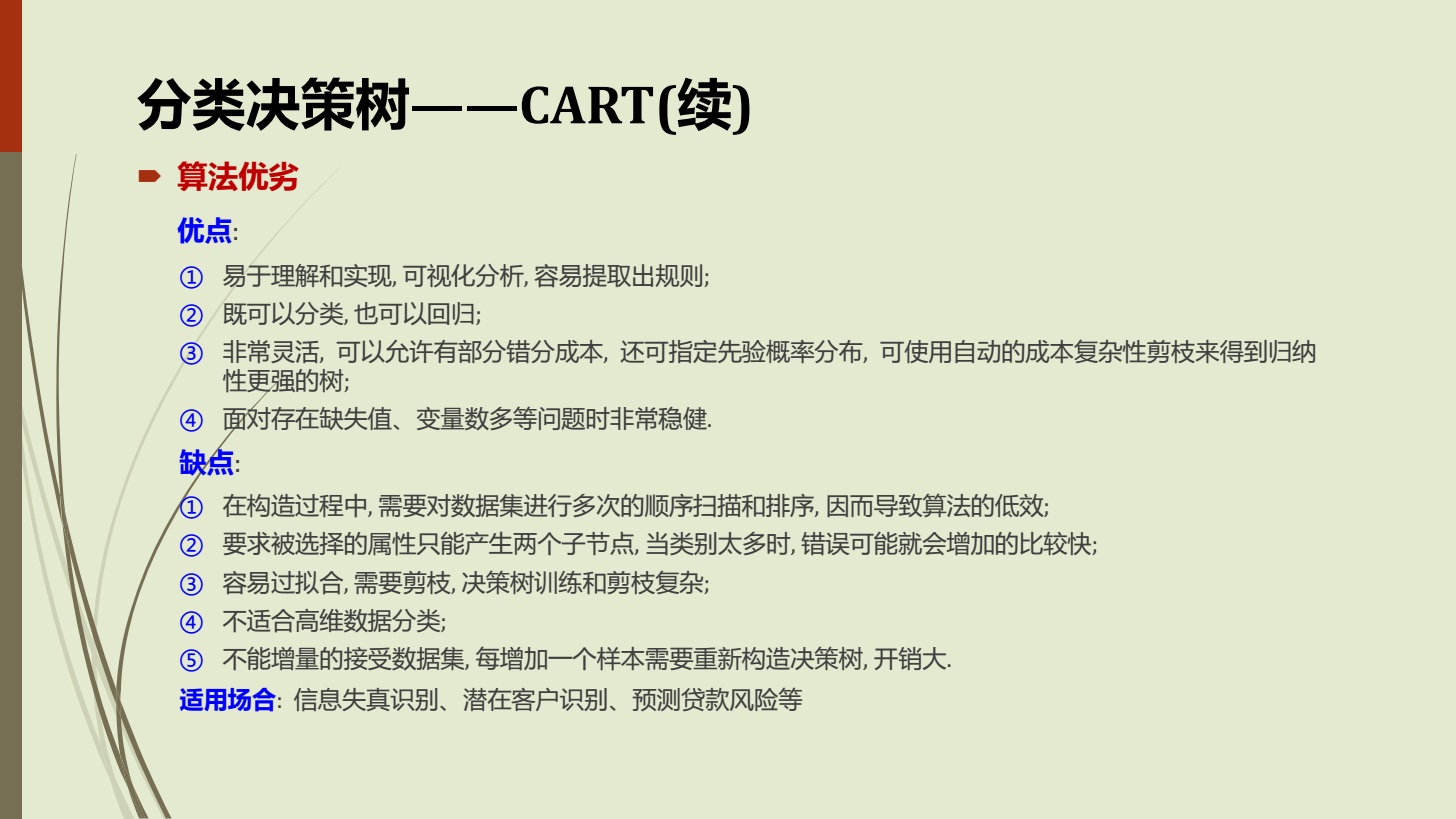 分类决策树——CART(续)
算法优劣
优点:
① 易于理解和实现, 可视化分析, 容易提取出规则;
② 既可以分类, 也可以回归;
③ 非常灵活, 可以允许有部分错分成本, 还可指定先验概率分布, 可使用自动的成本复杂性剪枝来得到归纳
性更强的树;
④ 面对存在缺失值、变量数多等问题时非常稳健.
缺点:
① 在构造过程中, 需要对数据集进行多次的顺序扫描和排序, 因而导致算法的低效;
② 要求被选择的属性只能产生两个子节点, 当类别太多时, 错误可能就会增加的比较快;
③ 容易过拟合, 需要剪枝, 决策树训练和剪枝复杂;
④ 不适合高维数据分类;
⑤ 不能增量的接受数据集, 每增加一个样本需要重新构造决策树, 开销大.
适用场合: 信息失真识别、潜在客户识别、预测贷款风险等